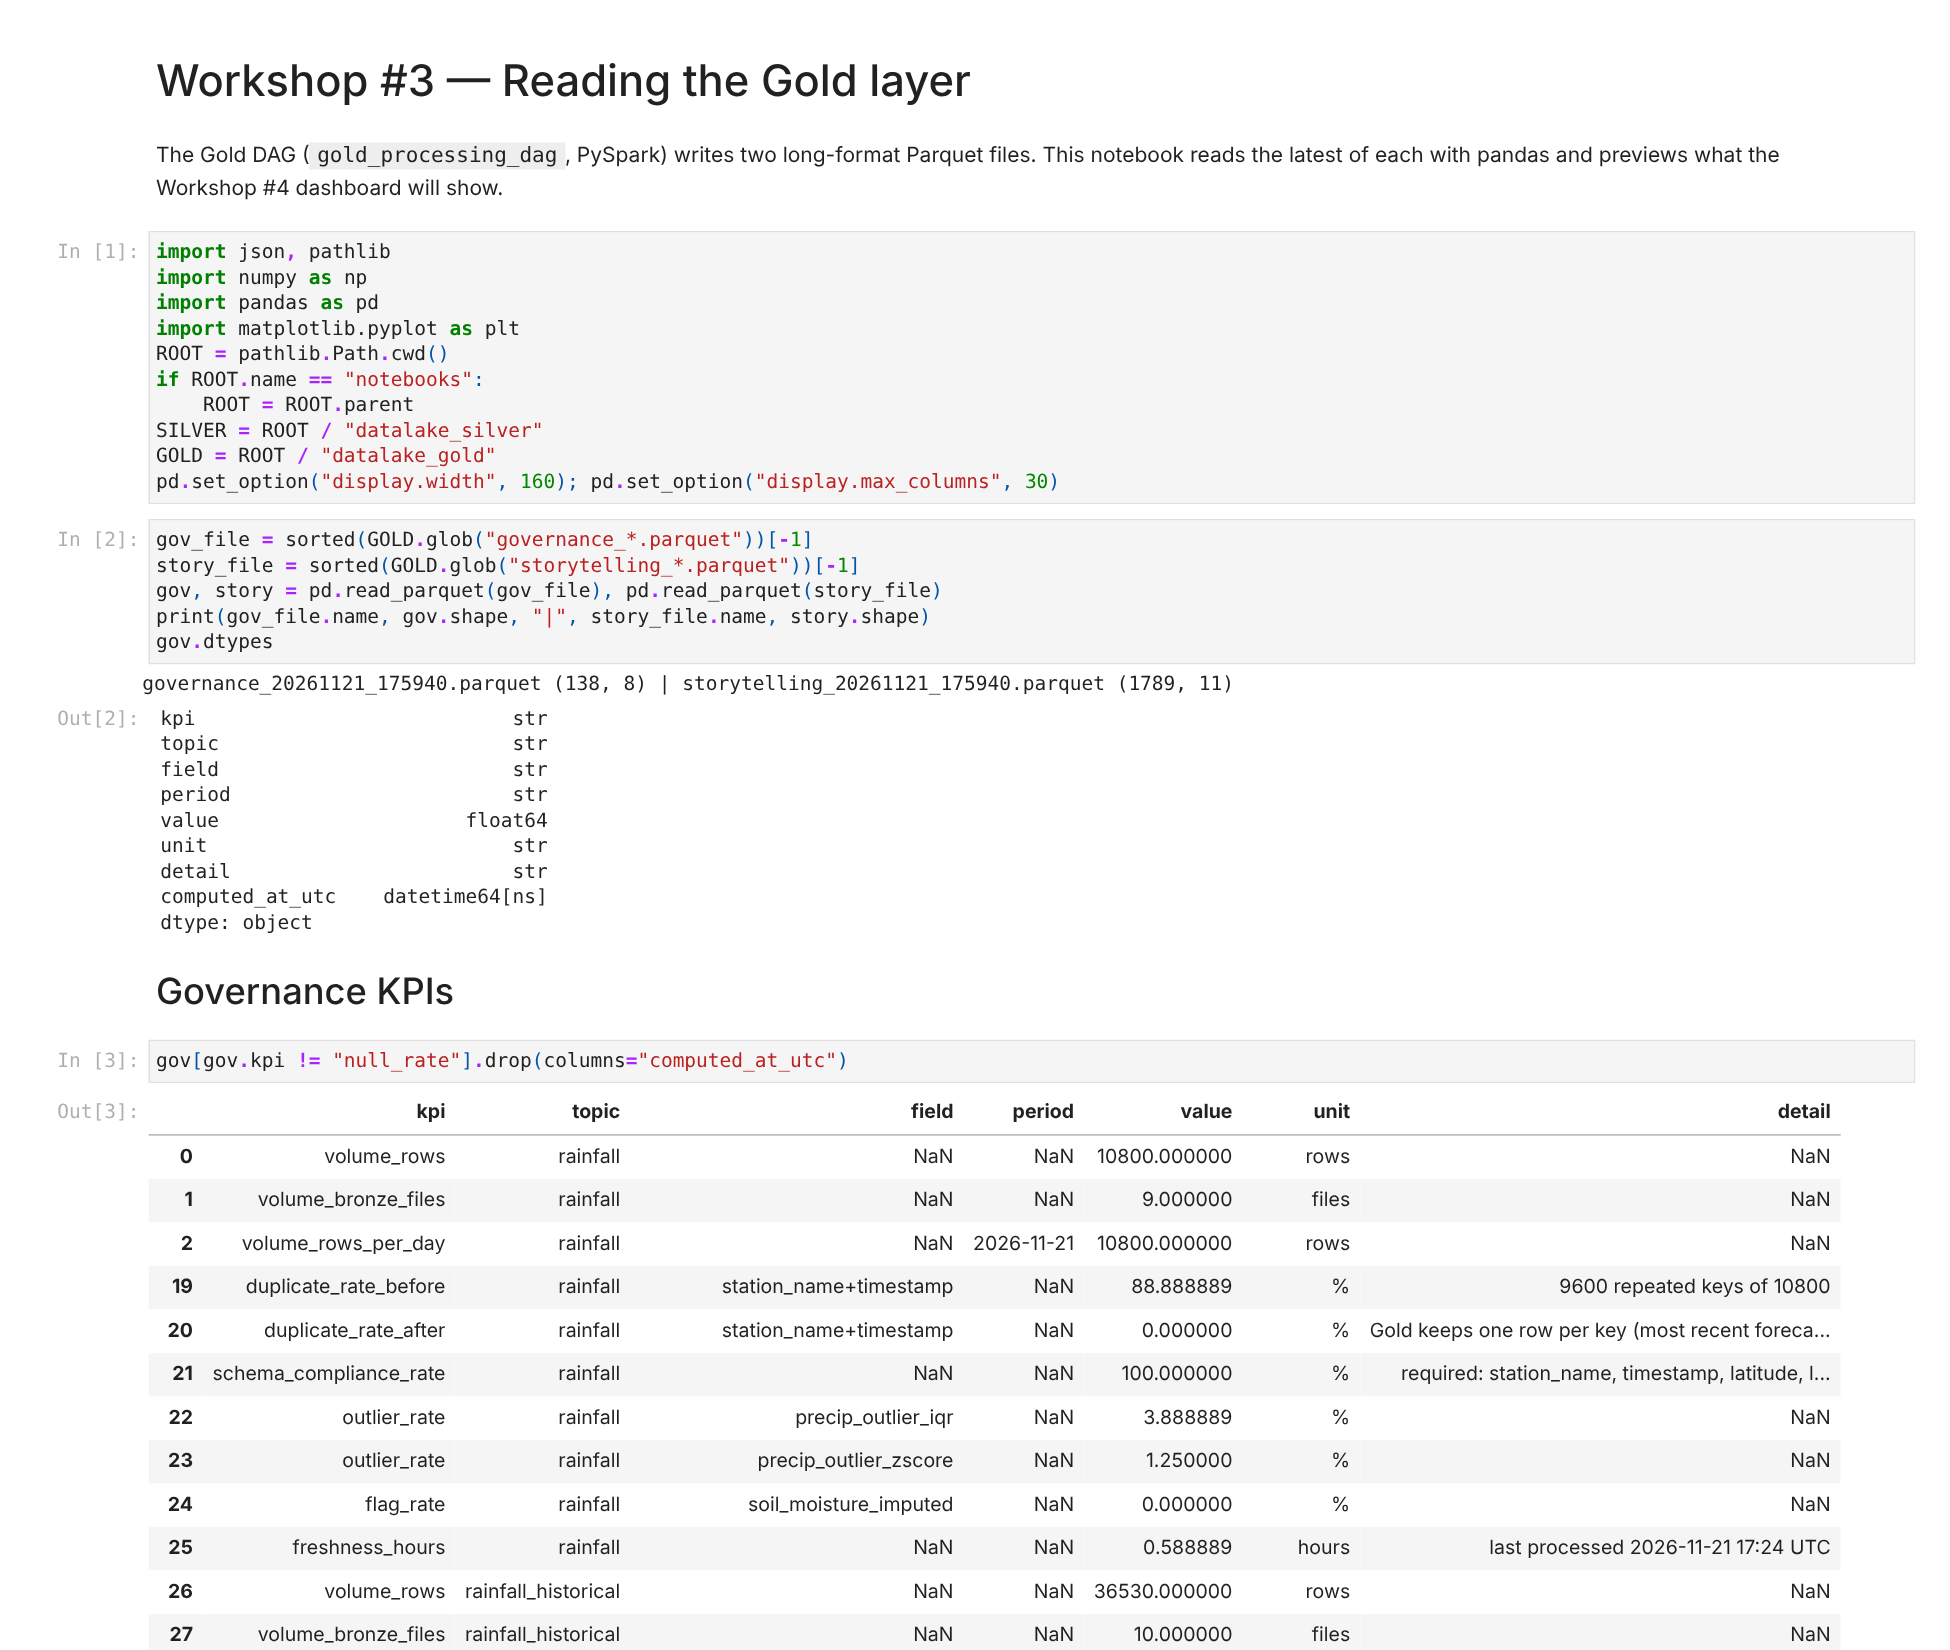 Workshop #3 — Reading the Gold layer
The Gold DAG ( gold_processing_dag , PySpark) writes two long-format Parquet files. This notebook reads the latest of each with pandas and previews what the
Workshop #4 dashboard will show.
In [1]:
import json, pathlib
import numpy as np
import pandas as pd
import matplotlib.pyplot as plt
ROOT = pathlib.Path.cwd()
if ROOT.name == "notebooks":
    ROOT = ROOT.parent
SILVER = ROOT / "datalake_silver"
GOLD = ROOT / "datalake_gold"
pd.set_option("display.width", 160); pd.set_option("display.max_columns", 30)
In [2]:
gov_file = sorted(GOLD.glob("governance_*.parquet"))[-1]
story_file = sorted(GOLD.glob("storytelling_*.parquet"))[-1]
gov, story = pd.read_parquet(gov_file), pd.read_parquet(story_file)
print(gov_file.name, gov.shape, "|", story_file.name, story.shape)
gov.dtypes
governance_20261121_175940.parquet (138, 8) | storytelling_20261121_175940.parquet (1789, 11)
Out[2]:
kpi str
topic str
field str
period str
value float64
unit str
detail str
computed_at_utc datetime64[ns]
dtype: object
Governance KPIs
In [3]:
gov[gov.kpi != "null_rate"].drop(columns="computed_at_utc")
Out[3]:
kpi topic field period value unit detail
0 volume_rows rainfall NaN NaN 10800.000000 rows NaN
1 volume_bronze_files rainfall NaN NaN 9.000000 files NaN
2 volume_rows_per_day rainfall NaN 2026-11-21 10800.000000 rows NaN
19 duplicate_rate_before rainfall station_name+timestamp NaN 88.888889 % 9600 repeated keys of 10800
20 duplicate_rate_after rainfall station_name+timestamp NaN 0.000000 % Gold keeps one row per key (most recent foreca...
21 schema_compliance_rate rainfall NaN NaN 100.000000 % required: station_name, timestamp, latitude, l...
22 outlier_rate rainfall precip_outlier_iqr NaN 3.888889 % NaN
23 outlier_rate rainfall precip_outlier_zscore NaN 1.250000 % NaN
24 flag_rate rainfall soil_moisture_imputed NaN 0.000000 % NaN
25 freshness_hours rainfall NaN NaN 0.588889 hours last processed 2026-11-21 17:24 UTC
26 volume_rows rainfall_historical NaN NaN 36530.000000 rows NaN
27 volume_bronze_files rainfall_historical NaN NaN 10.000000 files NaN